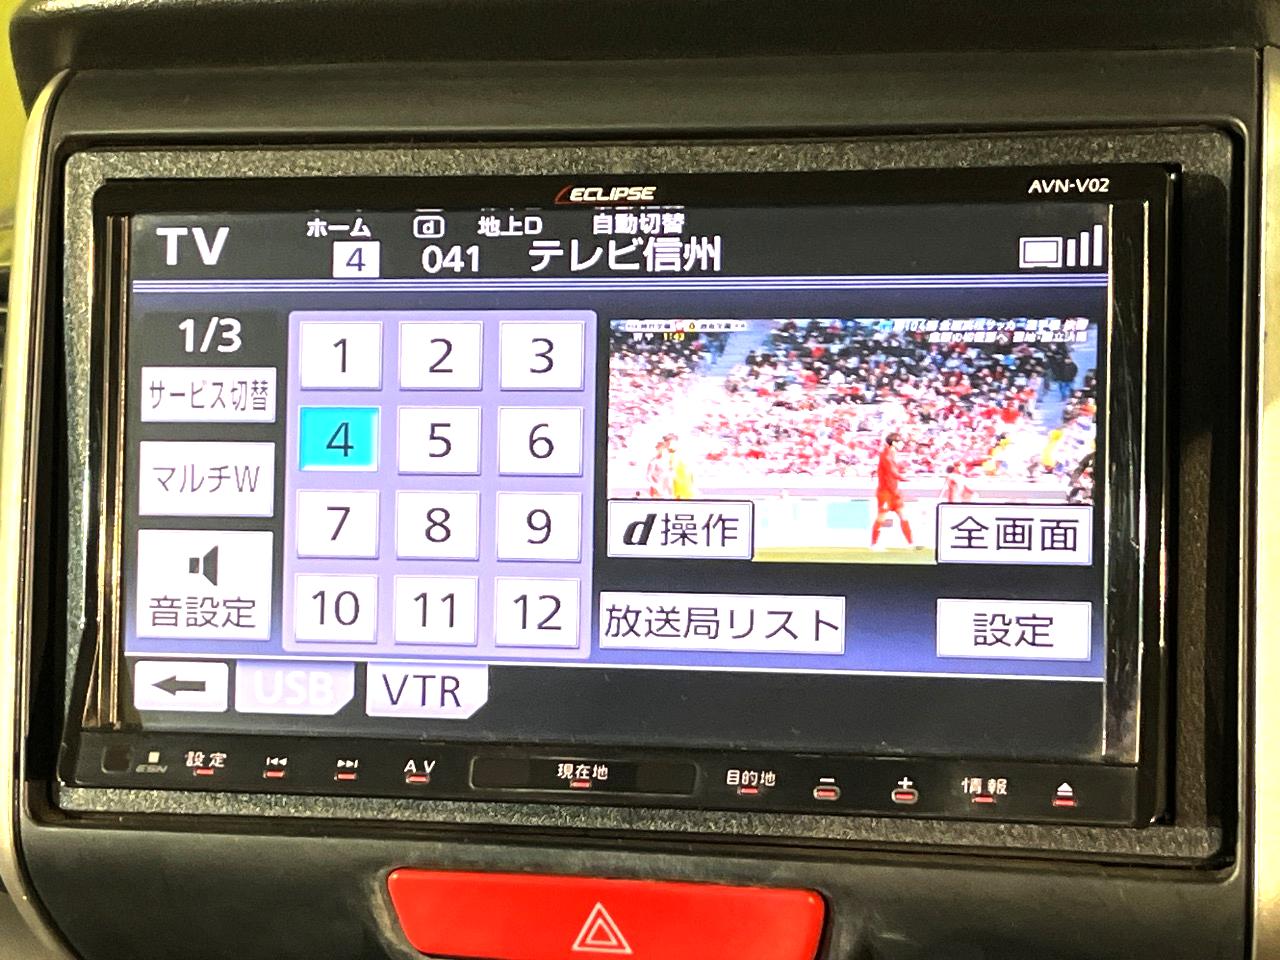 ECLIPSE
AVN-V02
TV
ホーム
d
地上D
自動切替
4
041
テレビ信州
1/3
サービス切替
マルチW
音設定
1
2
3
4
5
6
7
8
9
10
11
12
11:43
d操作
全画面
放送局リスト
設定
USB
VTR
ESN
設定
AV
現在地
目的地
−
+
情報